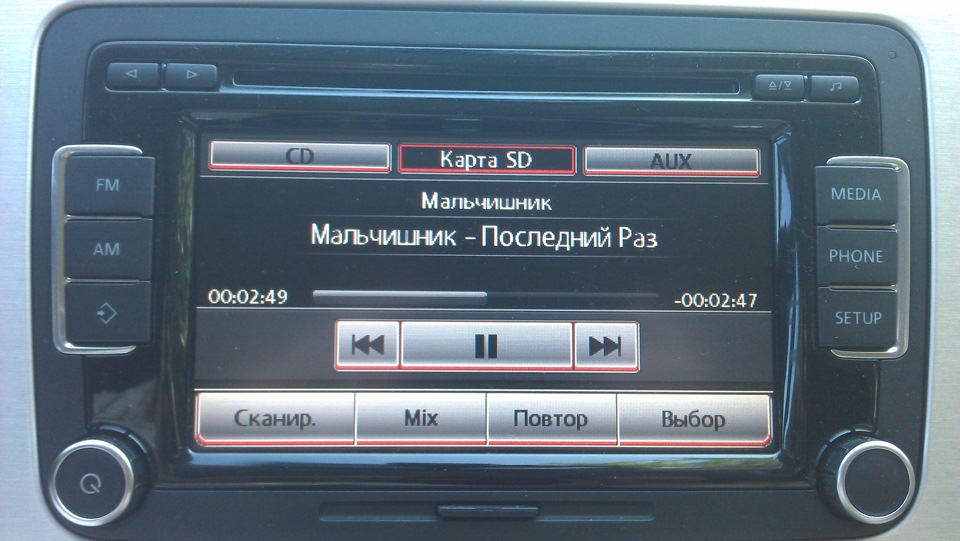 CD Карта SD AUX
FM
MEDIA
Мальчишник
Мальчишник - Последний Раз
AM
PHONE
00:02:49 -00:02:47
SETUP
Сканир. Mix Повтор Выбор